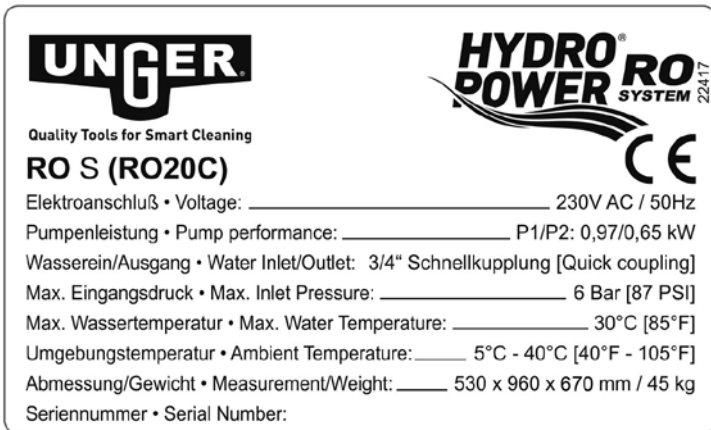 UNGER®
Quality Tools for Smart Cleaning
HYDRO®
POWER RO
SYSTEM
22417
CE
RO S (RO20C)
Elektroanschluß • Voltage: 230V AC / 50Hz
Pumpenleistung • Pump performance: P1/P2: 0,97/0,65 kW
Wasserein/Ausgang • Water Inlet/Outlet: 3/4“ Schnellkupplung [Quick coupling]
Max. Eingangsdruck • Max. Inlet Pressure: 6 Bar [87 PSI]
Max. Wassertemperatur • Max. Water Temperature: 30°C [85°F]
Umgebungstemperatur • Ambient Temperature: 5°C - 40°C [40°F - 105°F]
Abmessung/Gewicht • Measurement/Weight: 530 x 960 x 670 mm / 45 kg
Seriennummer • Serial Number: